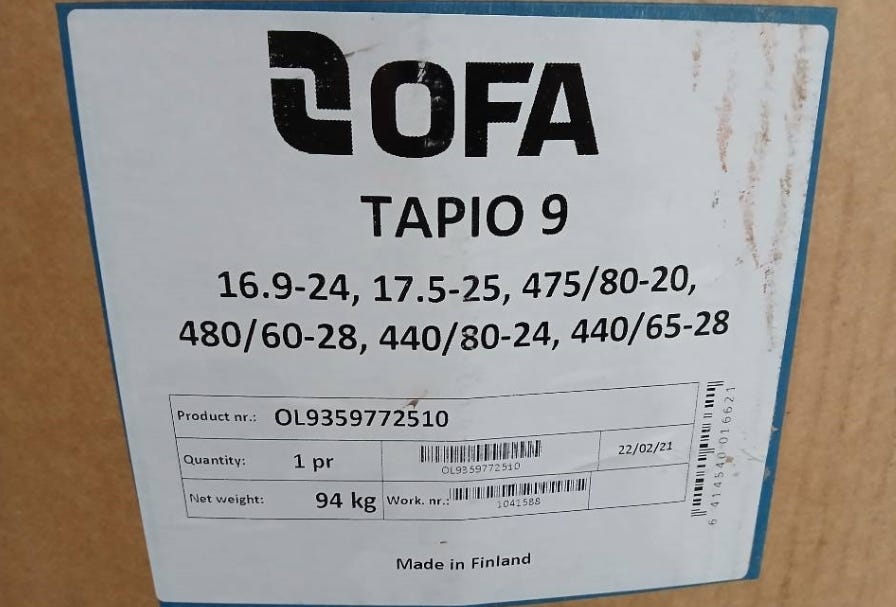 OFA
TAPIO 9
16.9-24, 17.5-25, 475/80-20,
480/60-28, 440/80-24, 440/65-28
Product nr.: OL9359772510
Quantity: 1 pr
OL9359772510
22/02/21
Net weight: 94 kg
Work. nr.:
1041588
6 414540 016621
Made in Finland